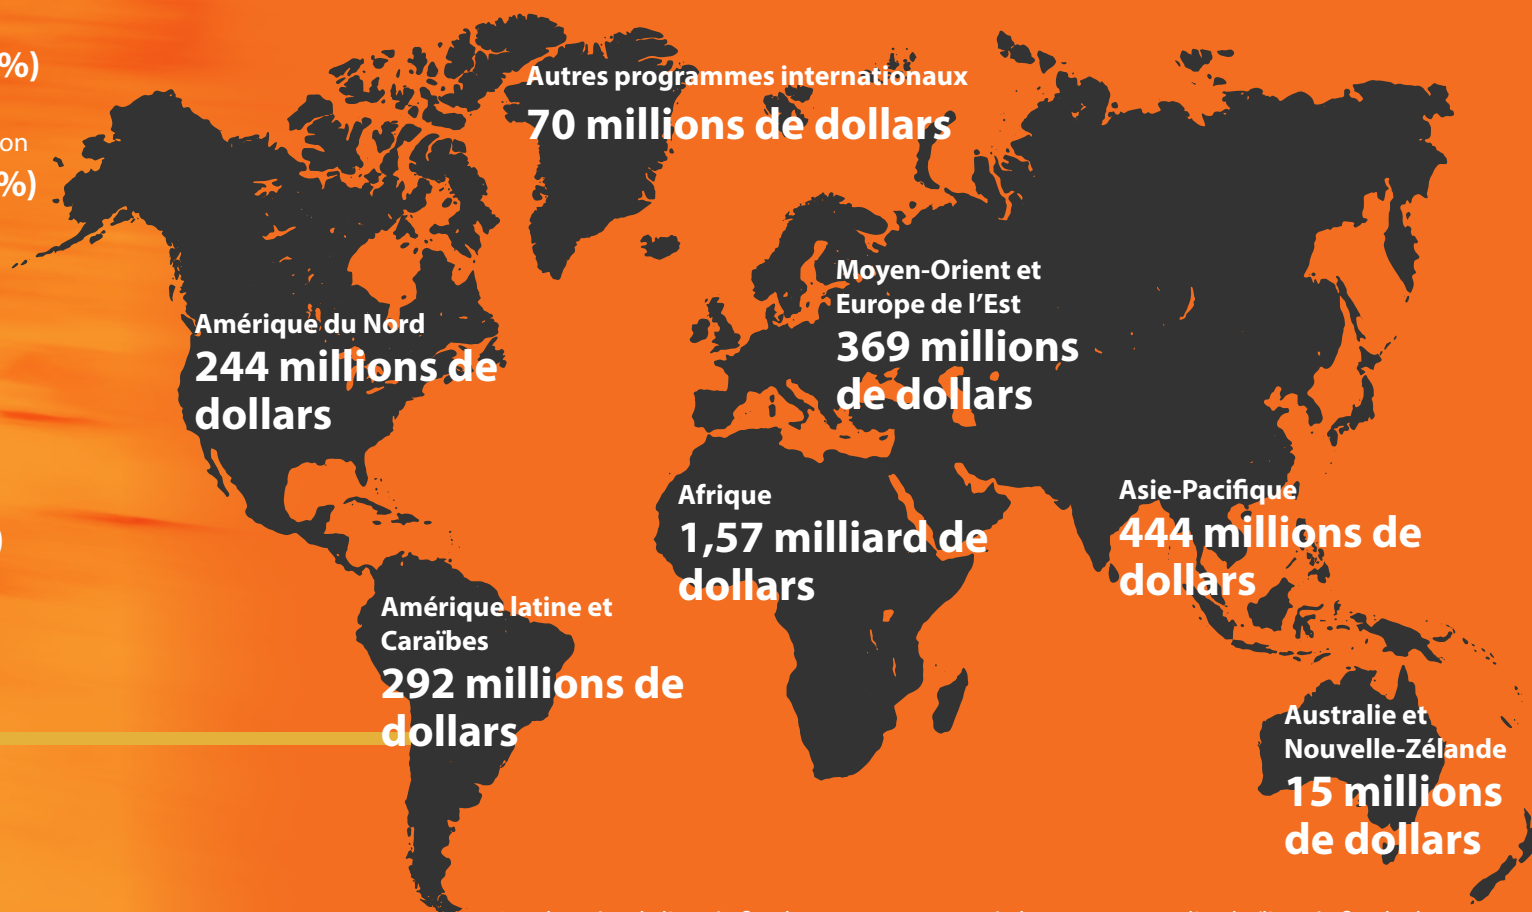 %)
on
%)
)
Autres programmes internationaux
70 millions de dollars
Moyen-Orient et
Europe de l’Est
369 millions
de dollars
Amérique du Nord
244 millions de
dollars
Afrique
1,57 milliard de
dollars
Asie-Pacifique
444 millions de
dollars
Amérique latine et
Caraïbes
292 millions de
dollars
Australie et
Nouvelle-Zélande
15 millions
de dollars